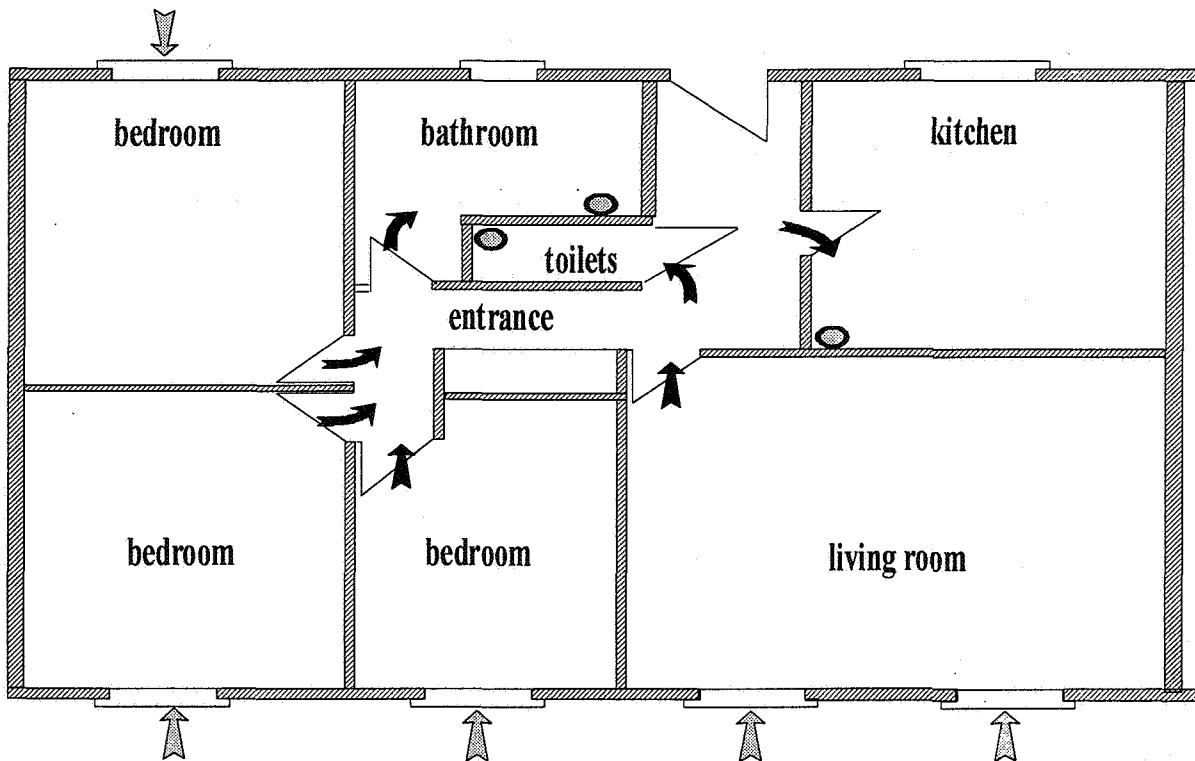 bedroom
bathroom
kitchen
toilets
entrance
bedroom
bedroom
living room